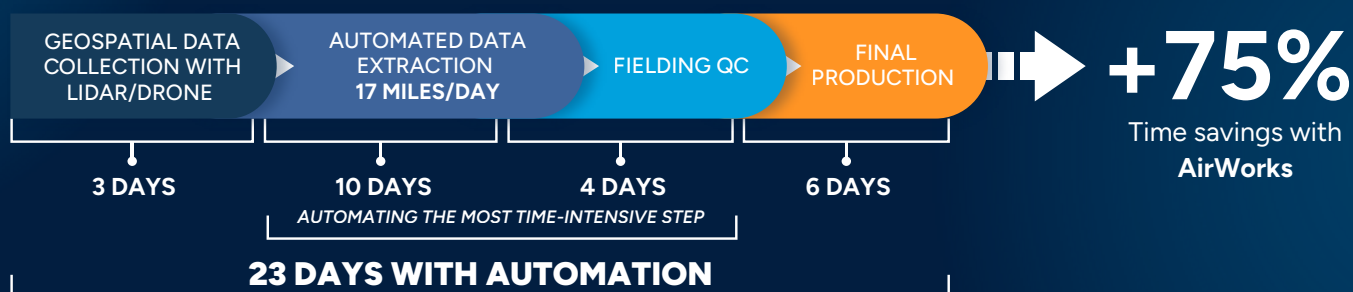 GEOSPATIAL DATA
COLLECTION WITH
LIDAR/DRONE
AUTOMATED DATA
EXTRACTION
17 MILES/DAY
FIELDING QC
FINAL
PRODUCTION
+75%
Time savings with
AirWorks
3 DAYS
10 DAYS
4 DAYS
6 DAYS
AUTOMATING THE MOST TIME-INTENSIVE STEP
23 DAYS WITH AUTOMATION